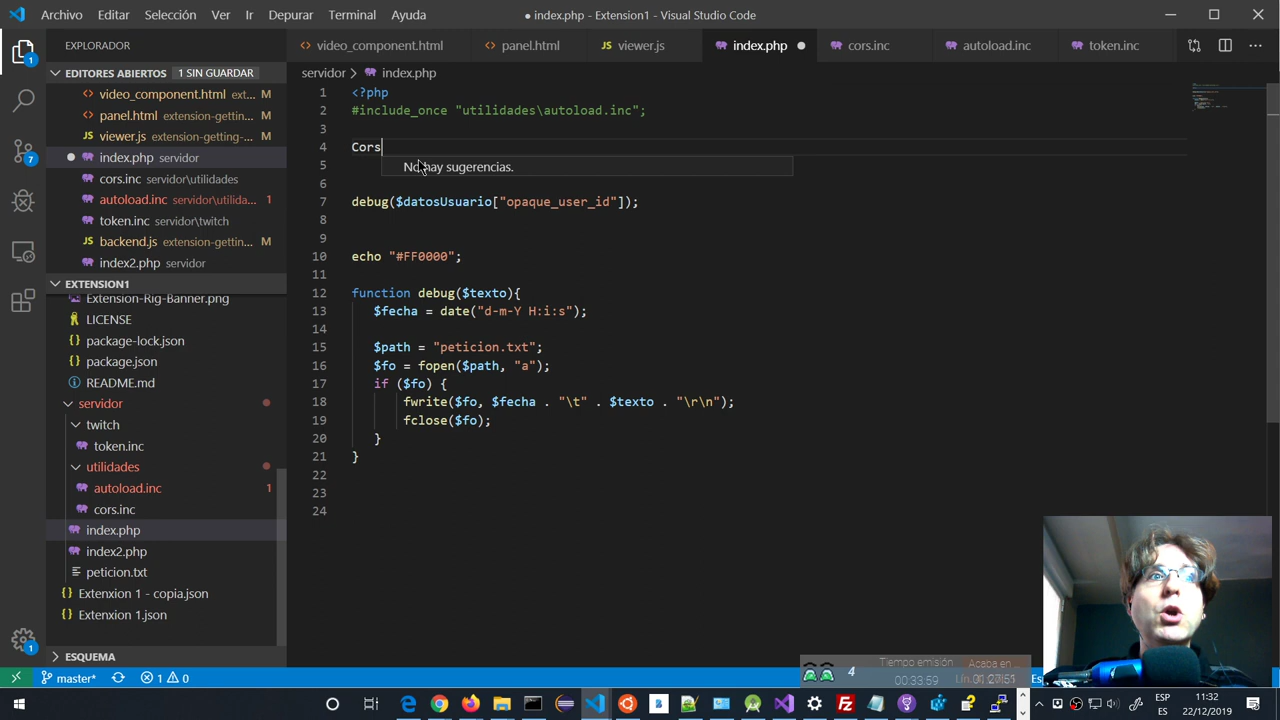 Archivo Editar Selección Ver Ir Depurar Terminal Ayuda
● index.php - Extension1 - Visual Studio Code
EXPLORADOR
EDITORES ABIERTOS 1 SIN GUARDAR
video_component.html ext... M
panel.html extension-gettin... M
viewer.js extension-getting-... M
index.php servidor
cors.inc servidor\utilidades
autoload.inc servidor\utilida... 1
token.inc servidor\twitch
backend.js extension-gettin... M
index2.php servidor
EXTENSION1
Extension-Rig-Banner.png
LICENSE
package-lock.json
package.json
README.md
servidor
twitch
token.inc
utilidades
autoload.inc 1
cors.inc
index.php
index2.php
peticion.txt
Extenxion 1 - copia.json
Extenxion 1.json
ESQUEMA
video_component.html panel.html viewer.js index.php cors.inc autoload.inc token.inc
servidor > index.php
1 <?php
2 #include_once "utilidades\autoload.inc";
3
4 Cors
5 No hay sugerencias.
6
7 debug($datosUsuario["opaque_user_id"]);
8
9
10 echo "#FF0000";
11
12 function debug($texto){
13 $fecha = date("d-m-Y H:i:s");
14
15 $path = "peticion.txt";
16 $fo = fopen($path, "a");
17 if ($fo) {
18 fwrite($fo, $fecha . "\t" . $texto . "\r\n");
19 fclose($fo);
20 }
21 }
22
23
24
master* 1 0
4
Tiempo emisión
00:33:59
Acaba en
01:27:51
ESP
ES
11:32
22/12/2019